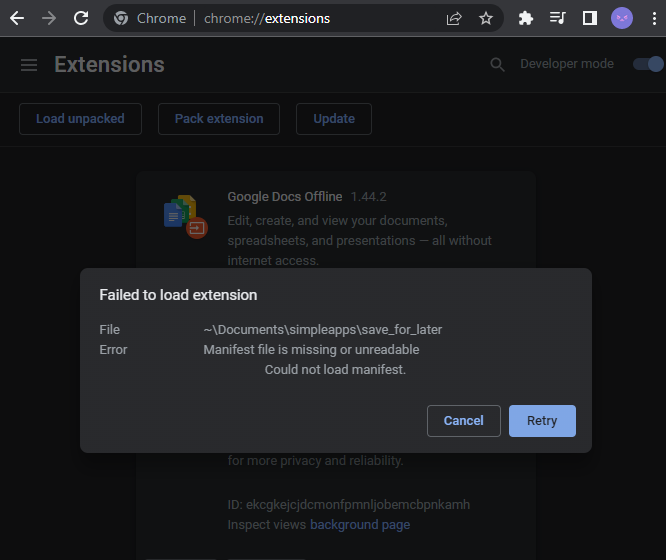 Chrome | chrome://extensions
Extensions
Developer mode
Load unpacked
Pack extension
Update
Google Docs Offline 1.44.2
Edit, create, and view your documents,
spreadsheets, and presentations — all without
internet access.
Failed to load extension
File ~\Documents\simpleapps\save_for_later
Error Manifest file is missing or unreadable
Could not load manifest.
Cancel
Retry
for more privacy and reliability.
ID: ekcgkejcjdcmonfpmnljobemcbpnkamh
Inspect views background page